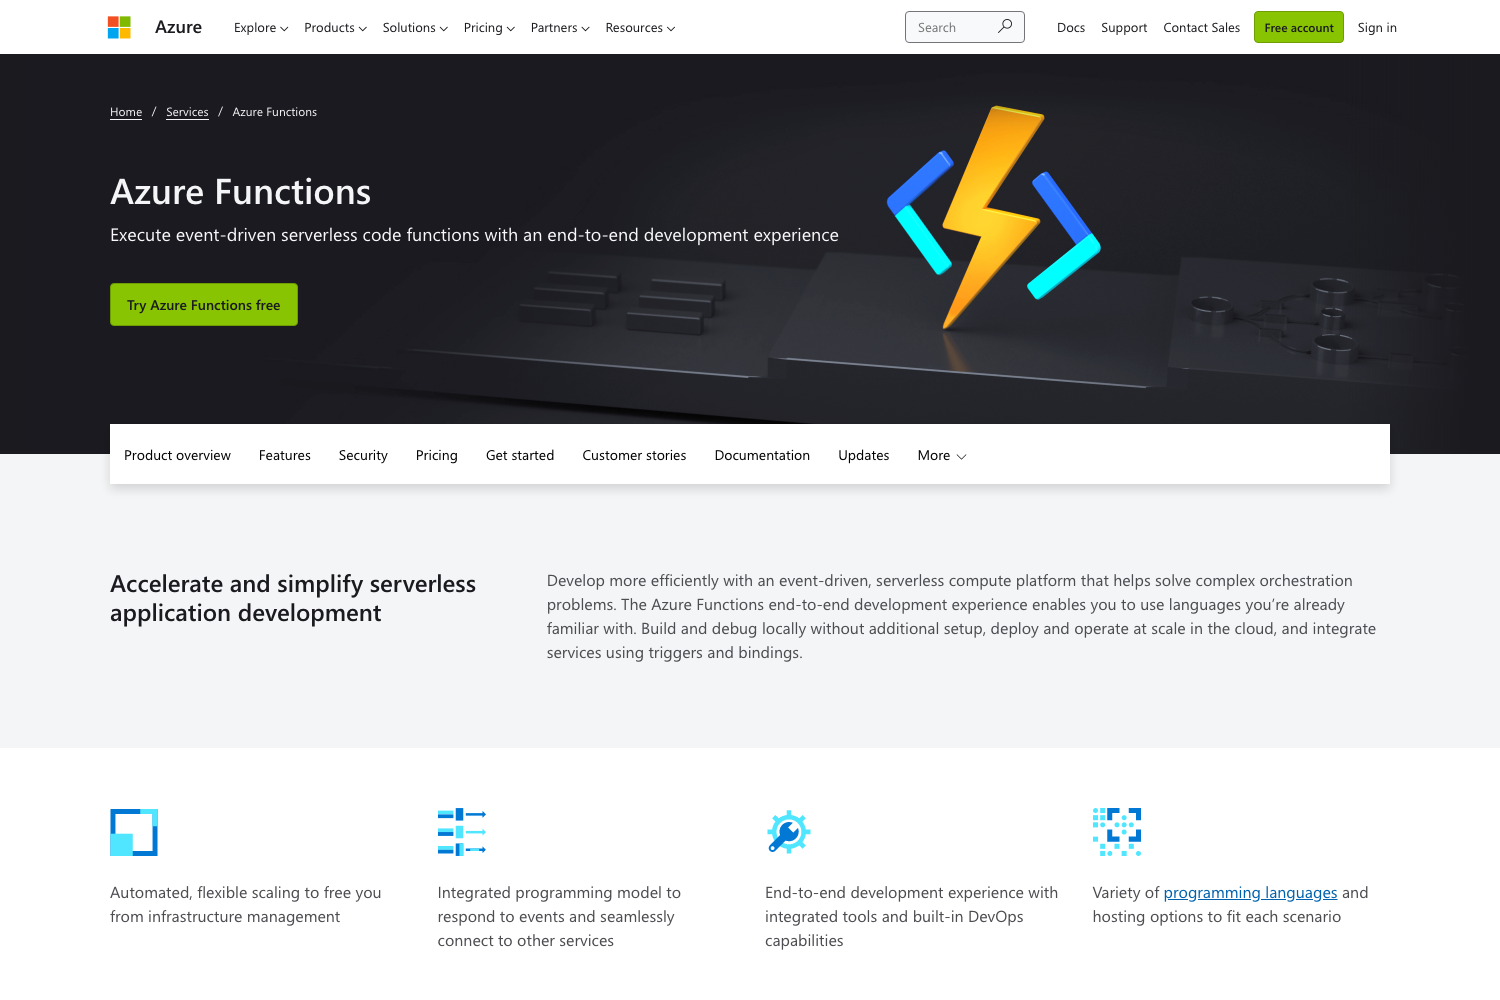 Azure Explore Products Solutions Pricing Partners Resources Search Docs Support Contact Sales Free account Sign in
Home / Services / Azure Functions
Azure Functions
Execute event-driven serverless code functions with an end-to-end development experience
Try Azure Functions free
Product overview Features Security Pricing Get started Customer stories Documentation Updates More
Accelerate and simplify serverless
application development
Develop more efficiently with an event-driven, serverless compute platform that helps solve complex orchestration
problems. The Azure Functions end-to-end development experience enables you to use languages you’re already
familiar with. Build and debug locally without additional setup, deploy and operate at scale in the cloud, and integrate
services using triggers and bindings.
Automated, flexible scaling to free you
from infrastructure management
Integrated programming model to
respond to events and seamlessly
connect to other services
End-to-end development experience with
integrated tools and built-in DevOps
capabilities
Variety of programming languages and
hosting options to fit each scenario